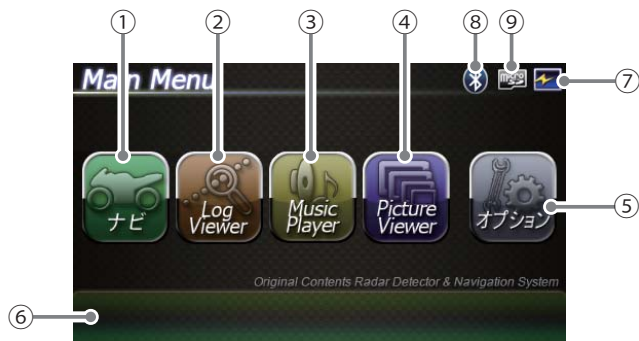 ① ② ③ ④ ⑧ ⑨
Main Menu
micro
⑦
ナビ
Log Viewer
Music Player
Picture Viewer
オプション
⑤
Original Contents Radar Detector & Navigation System
⑥